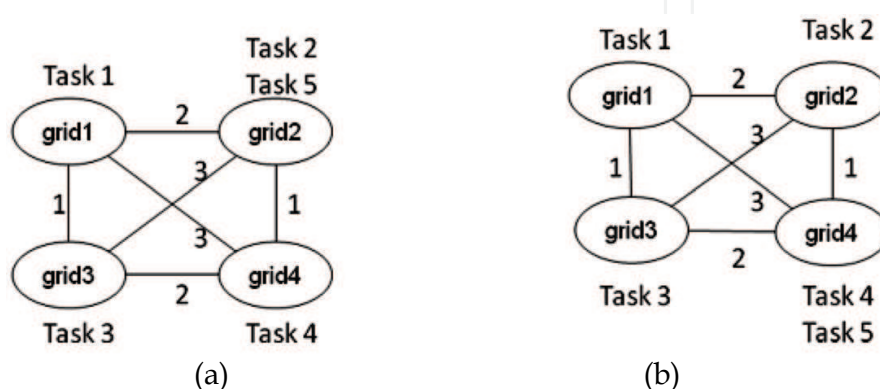 Task 1
Task 2
Task 5
grid1
2
grid2
3
1
1
3
grid3
2
grid4
Task 3
Task 4
(a)
Task 1
Task 2
grid1
2
grid2
3
1
1
3
grid3
2
grid4
Task 3
Task 4
Task 5
(b)